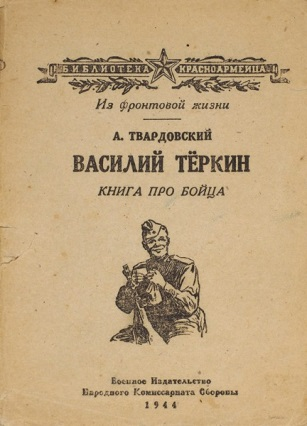 БИБЛИОТЕКА КРАСНОАРМЕЙЦА
Из фронтовой жизни
А. ТВАРДОВСКИЙ
ВАСИЛИЙ ТЁРКИН
КНИГА ПРО БОЙЦА
Военное Издательство
Народного Комиссариата Обороны
1944